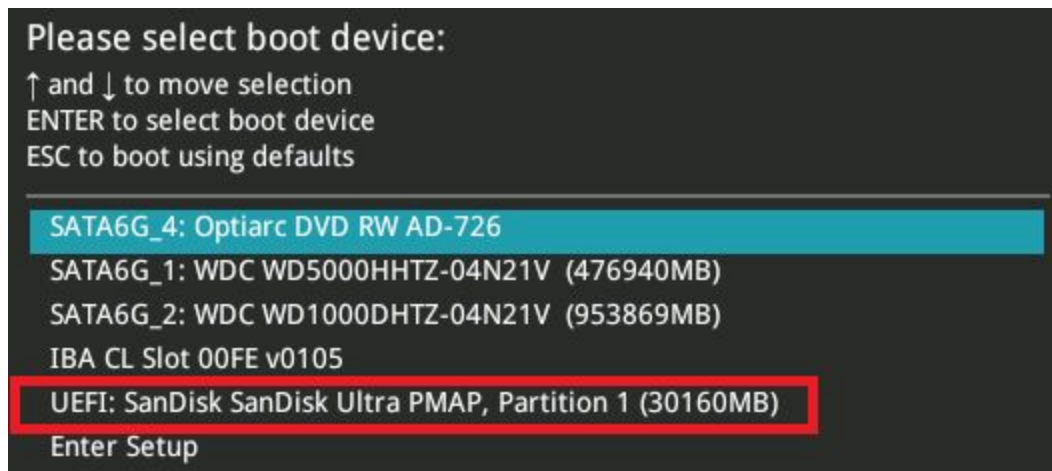 Please select boot device:
↑ and ↓ to move selection
ENTER to select boot device
ESC to boot using defaults
SATA6G_4: Optiarc DVD RW AD-726
SATA6G_1: WDC WD5000HHTZ-04N21V (476940MB)
SATA6G_2: WDC WD1000DHTZ-04N21V (953869MB)
IBA CL Slot 00FE v0105
UEFI: SanDisk SanDisk Ultra PMAP, Partition 1 (30160MB)
Enter Setup